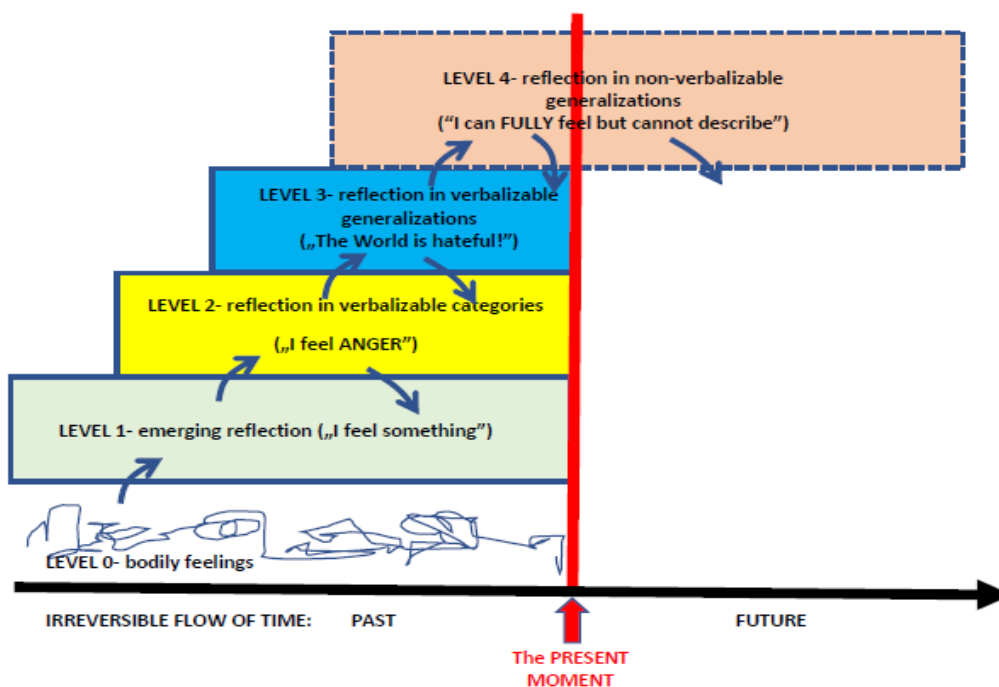 LEVEL 4- reflection in non-verbalizable
generalizations
(“I can FULLY feel but cannot describe”)
LEVEL 3- reflection in verbalizable
generalizations
(„The World is hateful!”)
LEVEL 2- reflection in verbalizable categories
(„I feel ANGER”)
LEVEL 1- emerging reflection („I feel something”)
LEVEL 0- bodily feelings
IRREVERSIBLE FLOW OF TIME: PAST FUTURE
The PRESENT
MOMENT